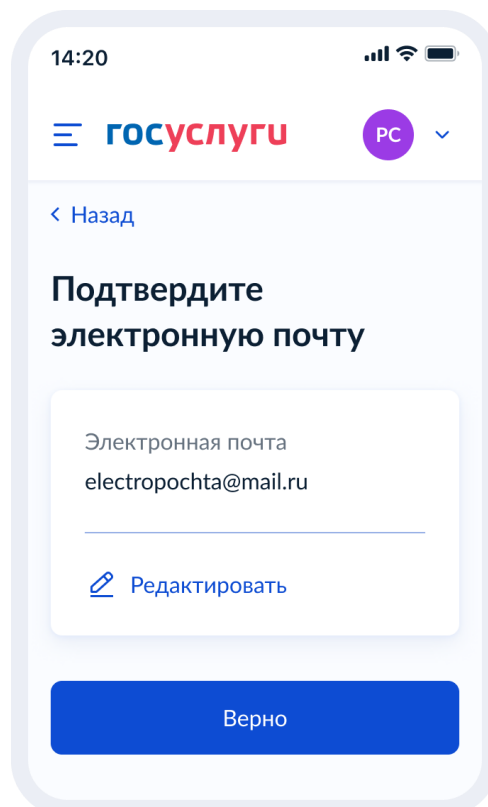 14:20
госуслуги
РС
Назад
Подтвердите
электронную почту
Электронная почта
electropochta@mail.ru
Редактировать
Верно